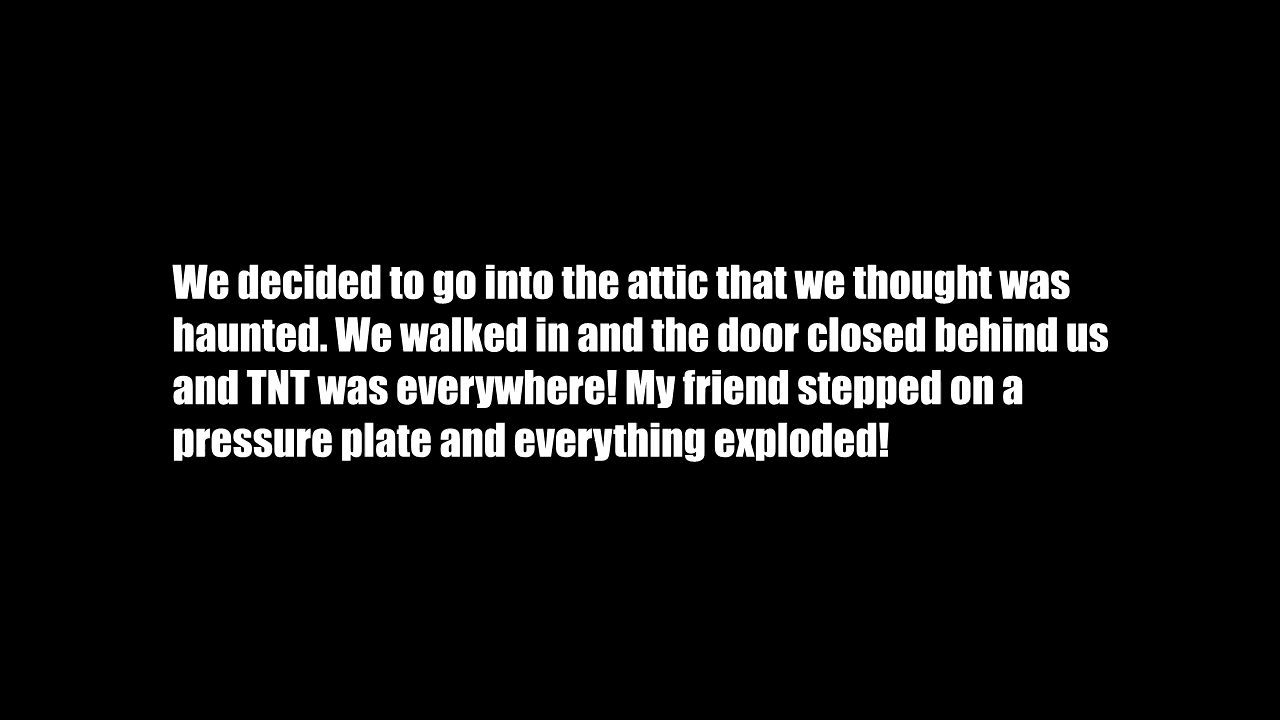 We decided to go into the attic that we thought was
haunted. We walked in and the door closed behind us
and TNT was everywhere! My friend stepped on a
pressure plate and everything exploded!